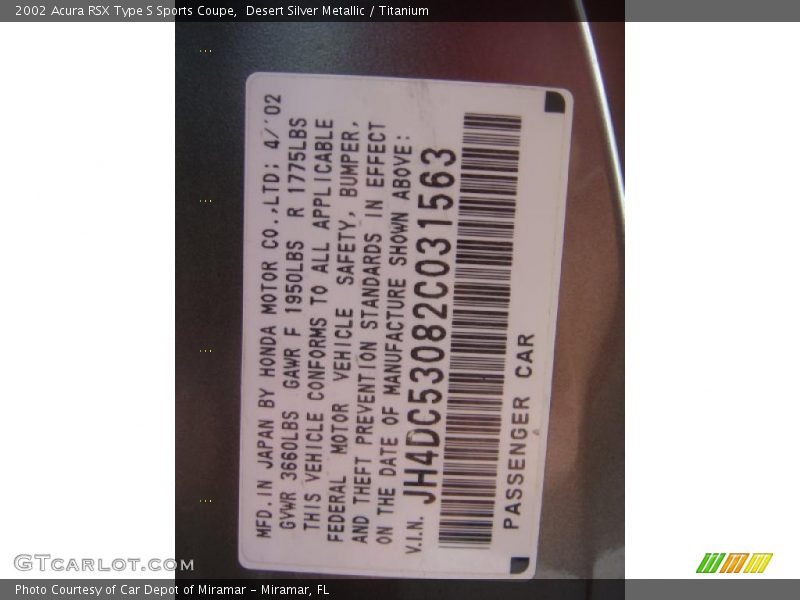 2002 Acura RSX Type S Sports Coupe,  Desert Silver Metallic / Titanium
MFD. IN JAPAN BY HONDA MOTOR CO.,LTD; 4/'02
GVWR 3660LBS GAWR F 1950LBS R 1775LBS
THIS VEHICLE CONFORMS TO ALL APPLICABLE
FEDERAL MOTOR VEHICLE SAFETY, BUMPER,
AND THEFT PREVENTION STANDARDS IN EFFECT
ON THE DATE OF MANUFACTURE SHOWN ABOVE:
V.I.N. JH4DC53082C031563
PASSENGER CAR
GTCARLOT.COM
Photo Courtesy of Car Depot of Miramar - Miramar, FL